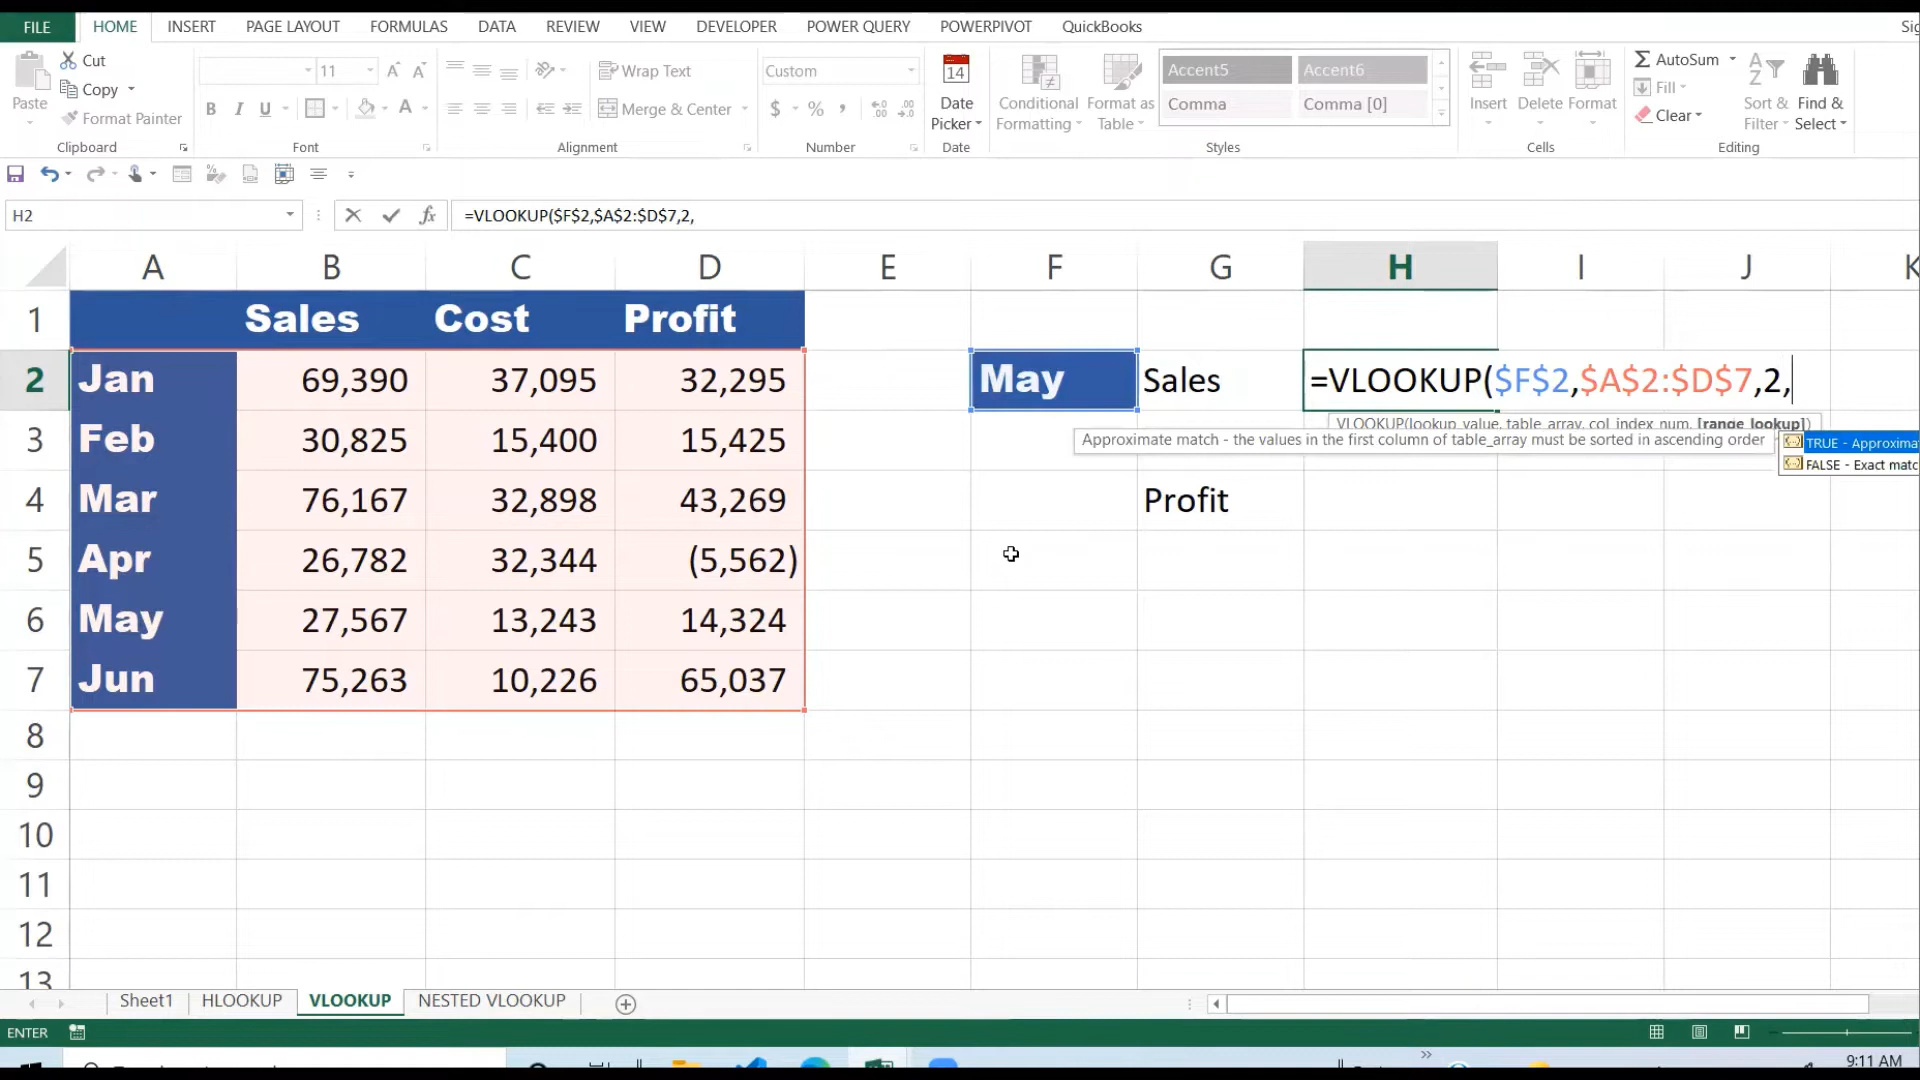 FILE HOME INSERT PAGE LAYOUT FORMULAS DATA REVIEW VIEW DEVELOPER POWER QUERY POWERPIVOT QuickBooks
Paste
Cut
Copy
Format Painter
Clipboard
11
Font
Wrap Text
Merge & Center
Alignment
Custom
$ % ,
Number
14
Date
Picker
Date
Conditional
Formatting
Format as
Table
Accent5 Accent6
Comma Comma [0]
Styles
Insert Delete Format
Cells
AutoSum
Fill
Clear
Sort &
Filter
Find &
Select
Editing
H2 fx =VLOOKUP($F$2,$A$2:$D$7,2,
A B C D E F G H I J K
1 Sales Cost Profit
2 Jan 69,390 37,095 32,295 May Sales =VLOOKUP($F$2,$A$2:$D$7,2,
VLOOKUP(lookup_value, table_array, col_index_num, [range_lookup])
Approximate match - the values in the first column of table_array must be sorted in ascending order
TRUE - Approxima
FALSE - Exact matc
3 Feb 30,825 15,400 15,425
4 Mar 76,167 32,898 43,269 Profit
5 Apr 26,782 32,344 (5,562)
6 May 27,567 13,243 14,324
7 Jun 75,263 10,226 65,037
8
9
10
11
12
13
Sheet1 HLOOKUP VLOOKUP NESTED VLOOKUP
ENTER
9:11 AM